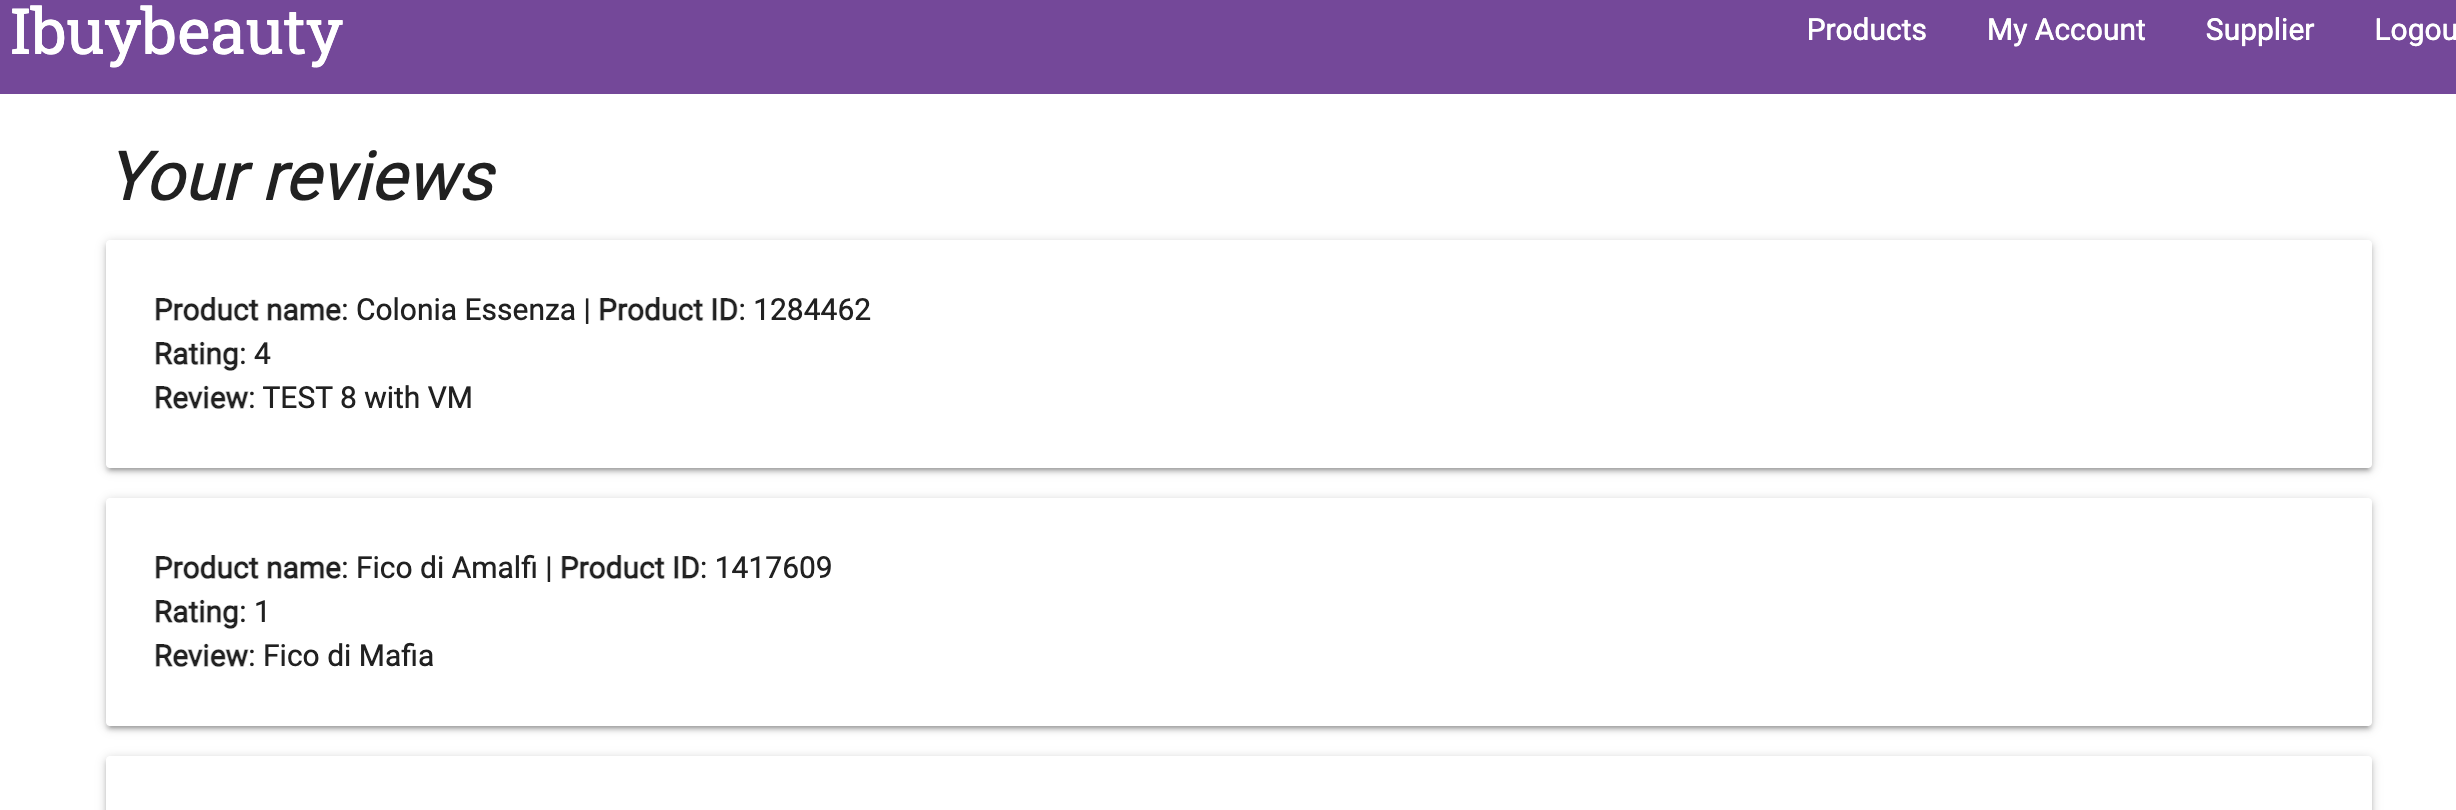 Ibuybeauty
Products My Account Supplier Logou
Your reviews
Product name: Colonia Essenza | Product ID: 1284462
Rating: 4
Review: TEST 8 with VM
Product name: Fico di Amalfi | Product ID: 1417609
Rating: 1
Review: Fico di Mafia